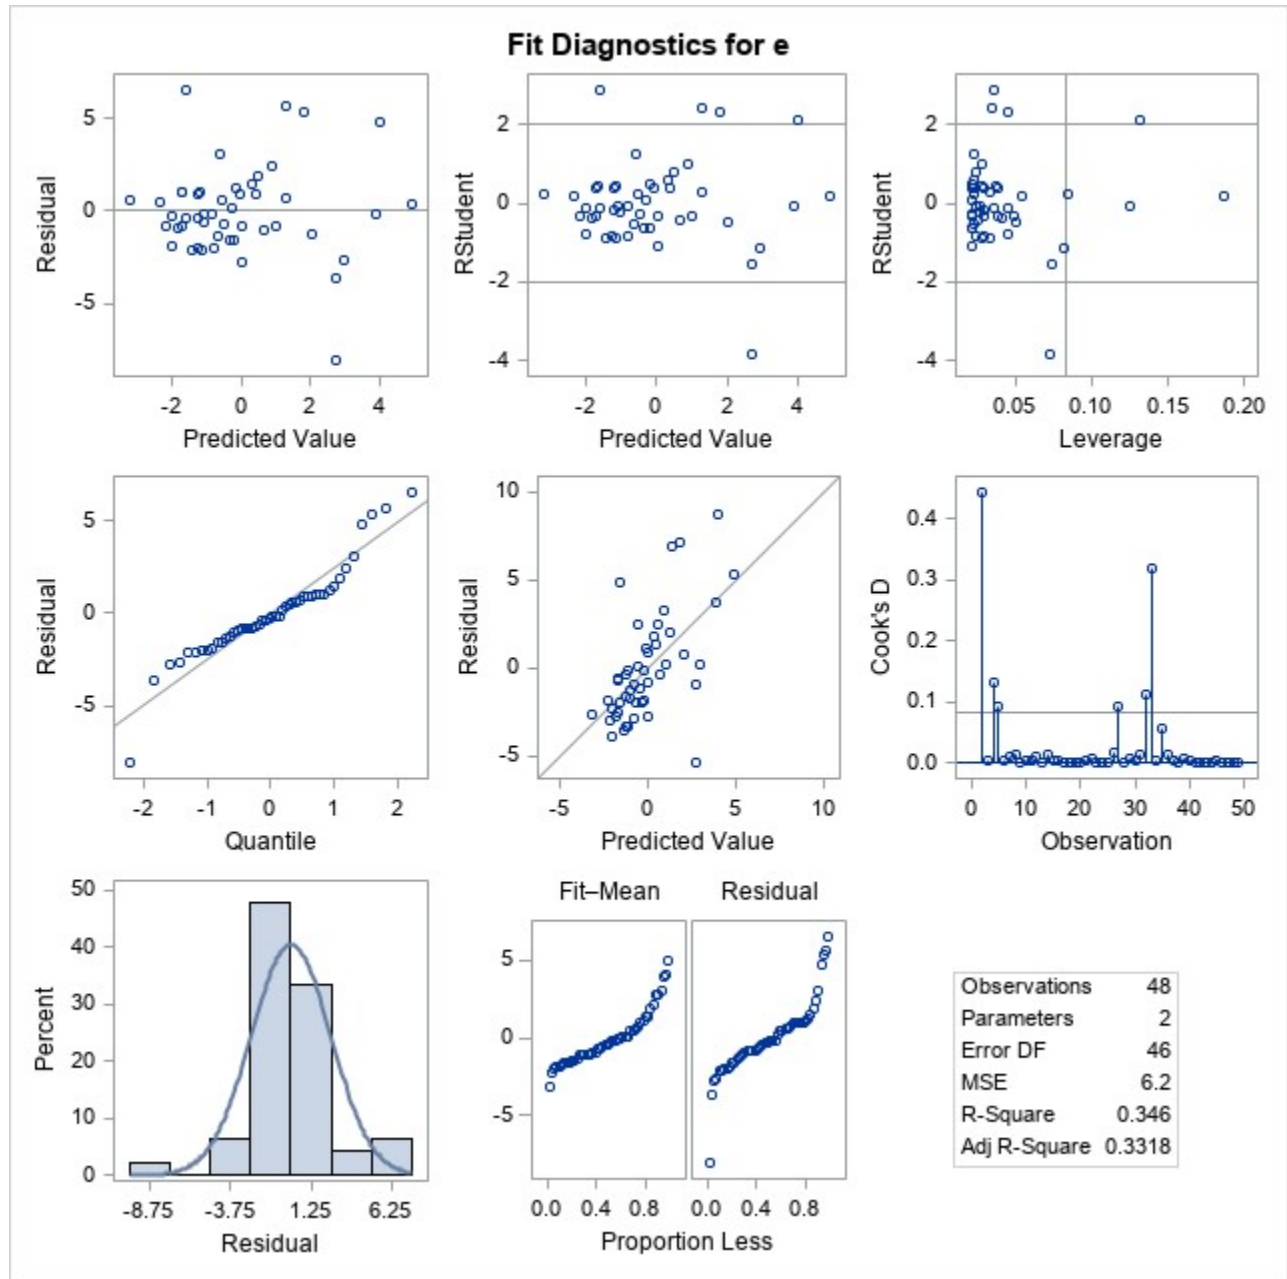 Fit Diagnostics for e
Residual
5
0
-5
-2 0 2 4
Predicted Value
RStudent
2
0
-2
-4
-2 0 2 4
Predicted Value
RStudent
2
0
-2
-4
0.05 0.10 0.15 0.20
Leverage
Residual
5
0
-5
-2 -1 0 1 2
Quantile
Residual
10
5
0
-5
-5 0 5 10
Predicted Value
Cook's D
0.4
0.3
0.2
0.1
0.0
0 10 20 30 40 50
Observation
Percent
50
40
30
20
10
0
-8.75 -3.75 1.25 6.25
Residual
Fit–Mean Residual
5
0
-5
0.0 0.4 0.8 0.0 0.4 0.8
Proportion Less
Observations 48
Parameters 2
Error DF 46
MSE 6.2
R-Square 0.346
Adj R-Square 0.3318